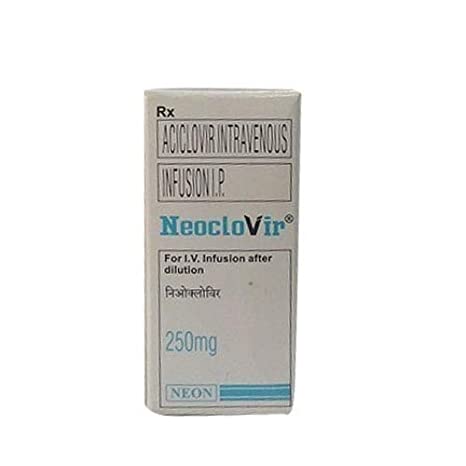 Rx
ACICLOVIR INTRAVENOUS
INFUSION I.P.
NeocloVir®
For I.V. Infusion after
dilution
निओक्लोविर
250mg
NEON